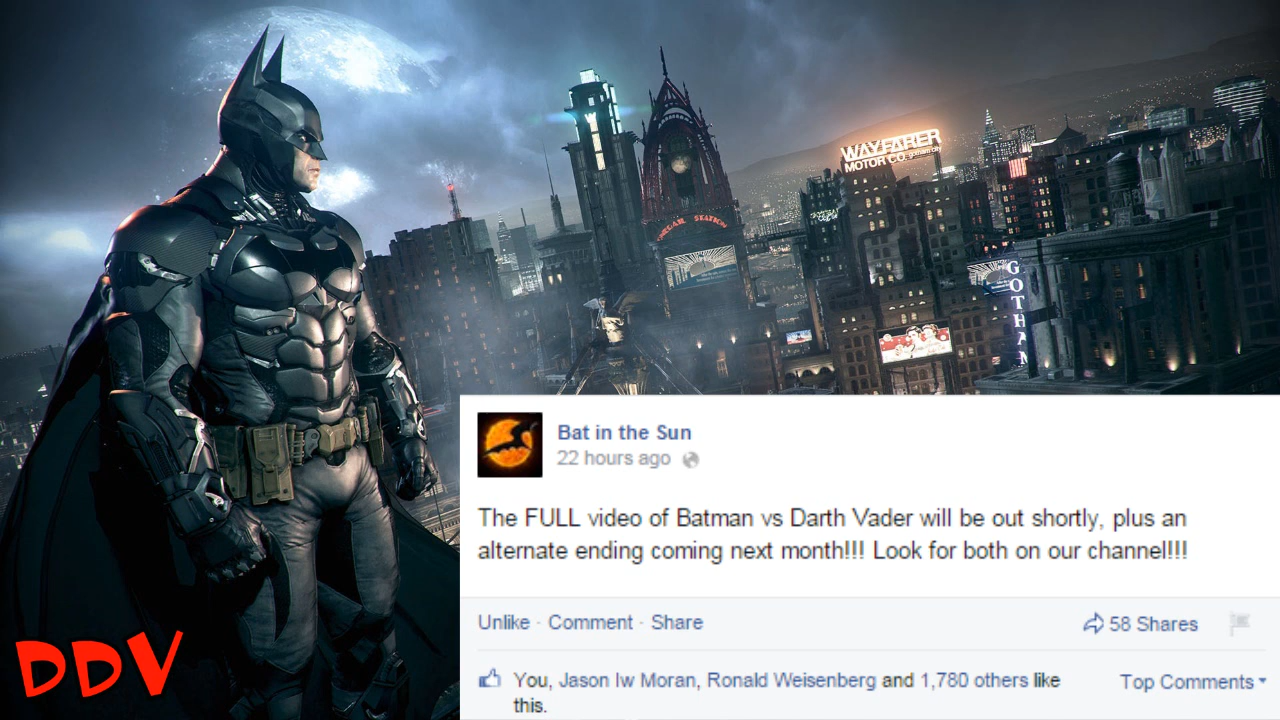 WAYFARER
MOTOR CO. gotham city
GOTHAM
Bat in the Sun
22 hours ago
The FULL video of Batman vs Darth Vader will be out shortly, plus an
alternate ending coming next month!!! Look for both on our channel!!!
Unlike · Comment · Share
58 Shares
DDV
You, Jason Iw Moran, Ronald Weisenberg and 1,780 others like
this.
Top Comments